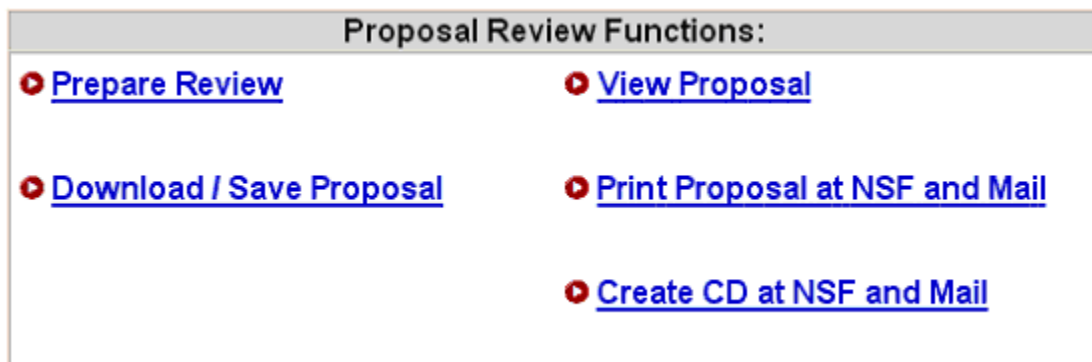 Proposal Review Functions:
Prepare Review
View Proposal
Download / Save Proposal
Print Proposal at NSF and Mail
Create CD at NSF and Mail